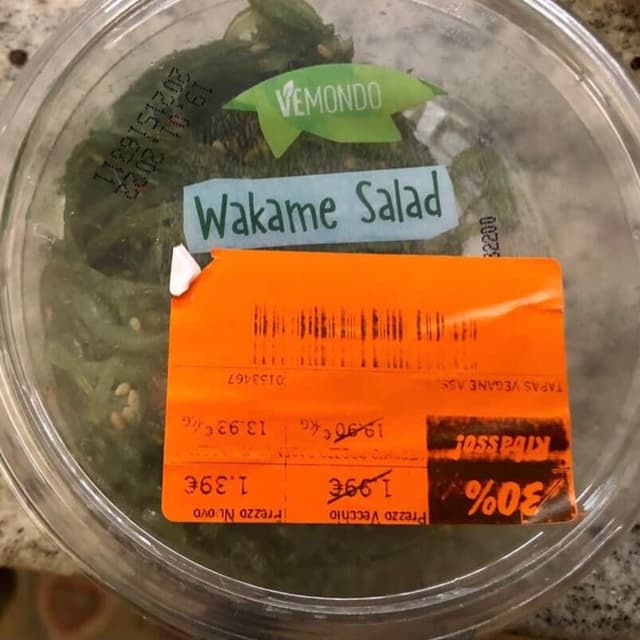 VEMONDO
Wakame Salad
-30%
Ribasso!
Prezzo Vecchio
1.99€
19.90 € KG
Prezzo Nuovo
1.39€
13.93 € KG
TAPAS VEGANE ASS
0153467